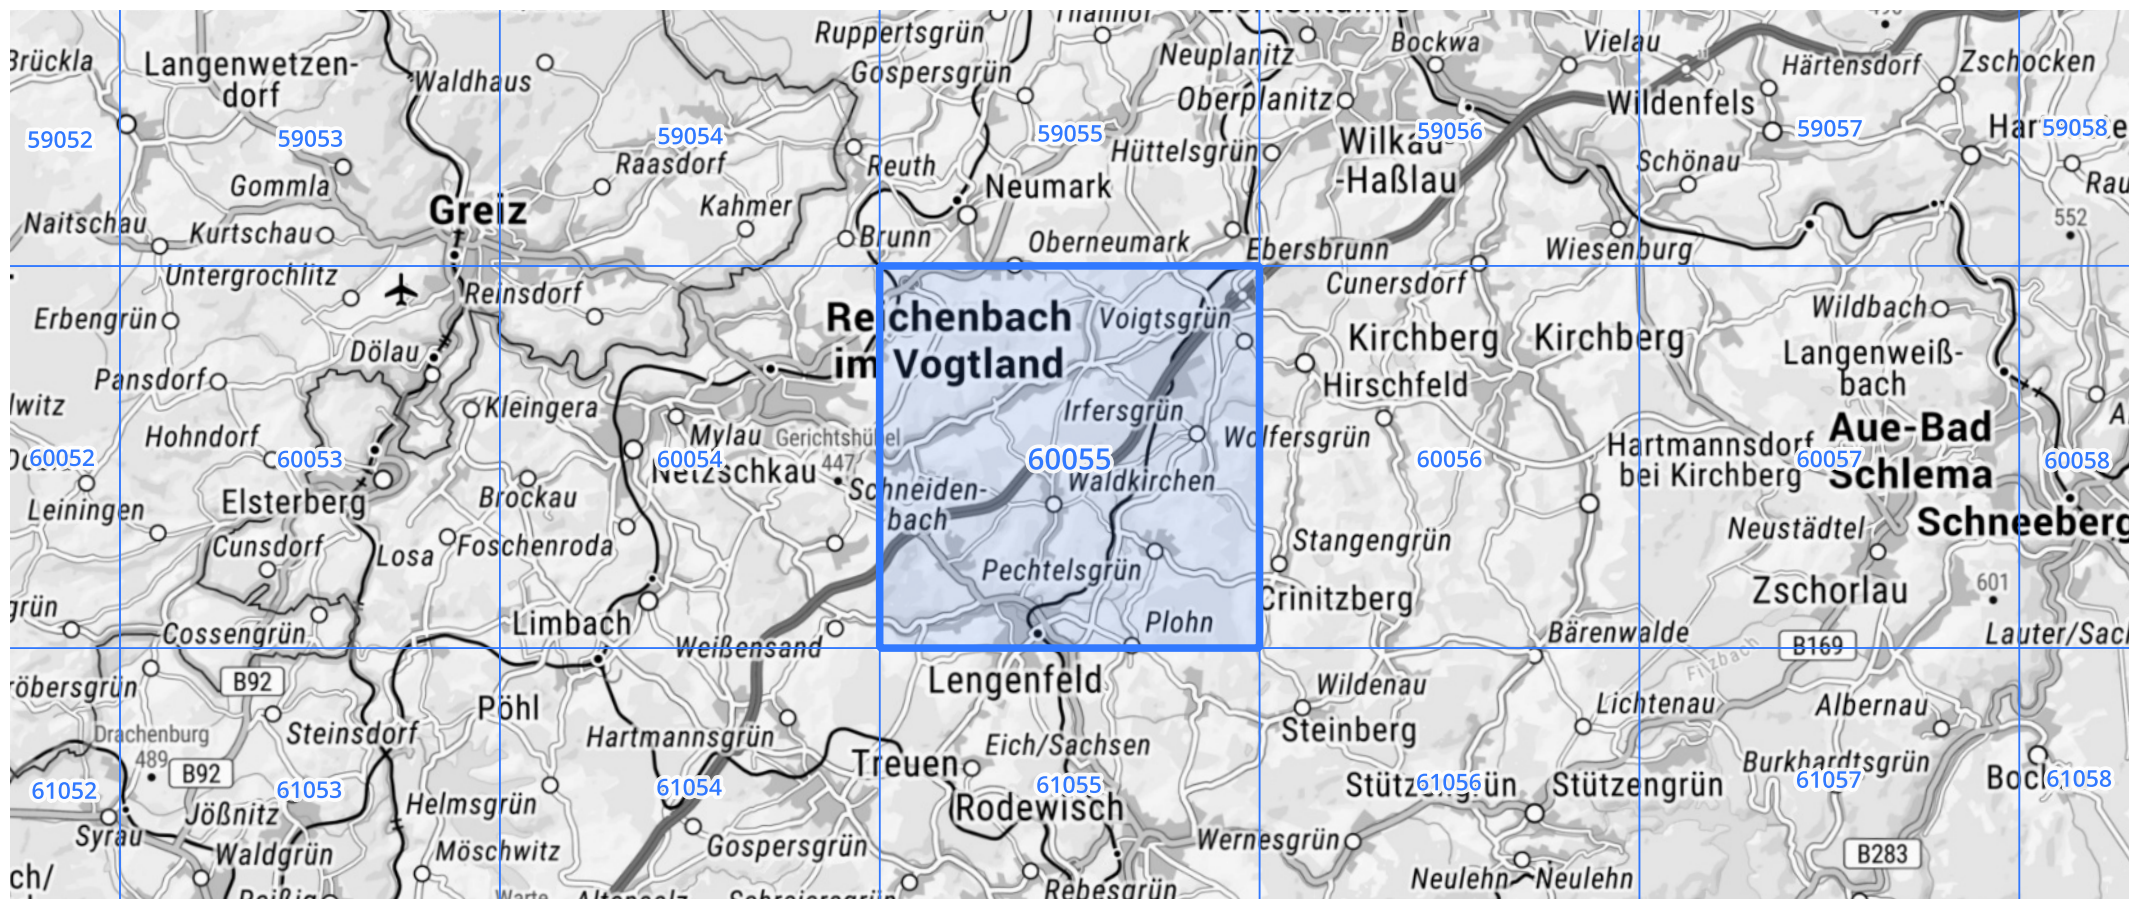 Ruppertsgrün
Bockwa
Vielau
Brückla
Langenwetzen-
dorf
Waldhaus
Gospersgrün
Neuplanitz
Härtensdorf
Zschocken
Oberplanitz
Wildenfels
59052
59053
59054
59055
59056
59057
59058
Wilkau
-Haßlau
Hüttelsgrün
Raasdorf
Reuth
Schönau
Gommla
Neumark
Kahmer
Greiz
Naitschau
Kurtschau
Brunn
Oberneumark
Ebersbrunn
Wiesenburg
552
Untergrochlitz
Reinsdorf
Cunersdorf
Erbengrün
Reichenbach
im Vogtland
Voigtsgrün
Wildbach
Dölau
Kirchberg
Kirchberg
Langenweiß-
bach
Pansdorf
Hirschfeld
Kleingera
Irfersgrün
Mylau
Gerichtshübel
447
Wolfersgrün
Hartmannsdorf
bei Kirchberg
Aue-Bad
Schlema
Hohndorf
60052
60053
60054
60055
60056
60057
60058
Netzschkau
Waldkirchen
Elsterberg
Brockau
Schneiden-
bach
Leiningen
Schneeberg
Neustädtel
Cunsdorf
Losa
Foschenroda
Stangengrün
Pechtelsgrün
Zschorlau
601
Crinitzberg
Cossengrün
Limbach
Weißensand
Plohn
Bärenwalde
B169
Filzbach
B92
Lengenfeld
Wildenau
Pöhl
Lichtenau
Albernau
Steinberg
Drachenburg
489
Steinsdorf
Hartmannsgrün
Eich/Sachsen
B92
Treuen
Burkhardtsgrün
61052
61053
61054
61055
61056
61057
61058
Stützengrün
Stützengrün
Helmsgrün
Rodewisch
Jößnitz
Syrau
Waldgrün
Möschwitz
Gospersgrün
Wernesgrün
B283
Neulehn
Neulehn
Rebesgrün